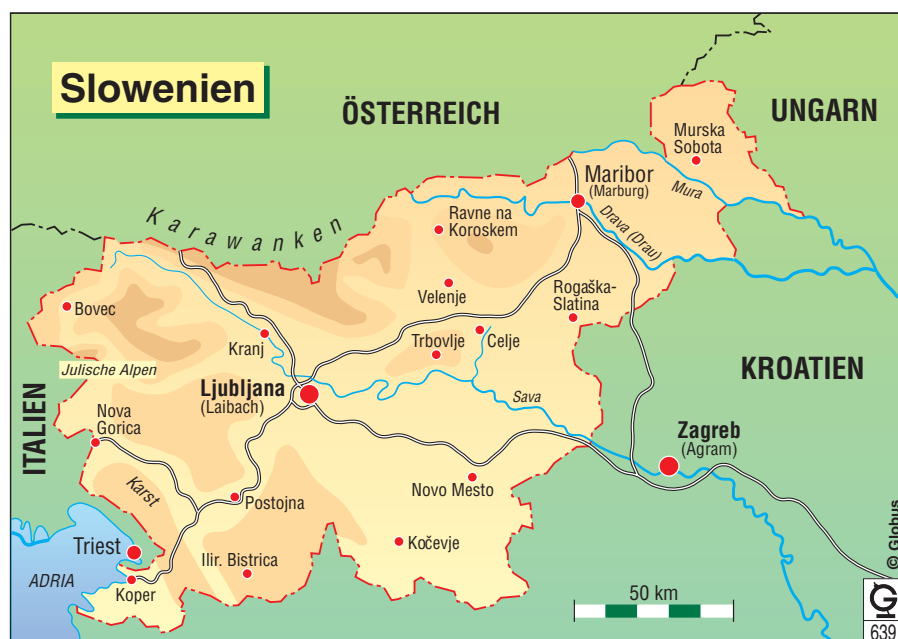 Slowenien
ÖSTERREICH
UNGARN
Murska
Sobota
Maribor
(Marburg)
Mura
Karawanken
Ravne na
Koroskem
Drava (Drau)
Velenje
Rogaška-
Slatina
Bovec
Kranj
Trbovlje
Celje
Julische Alpen
Ljubljana
(Laibach)
Sava
KROATIEN
ITALIEN
Nova
Gorica
Zagreb
(Agram)
Karst
Postojna
Novo Mesto
Triest
Kočevje
Ilir. Bistrica
ADRIA
Koper
50 km
© Globus
G
639